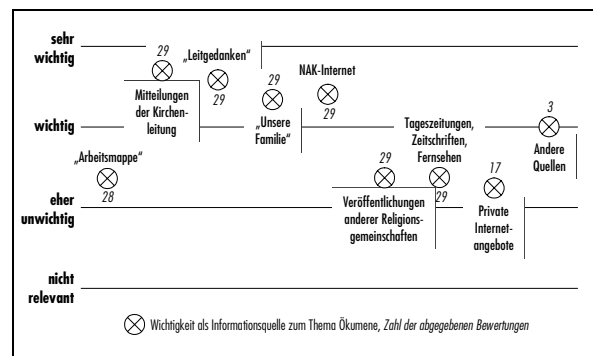 sehr
wichtig
29
„Leitgedanken“
29
Mitteilungen
der Kirchen-
leitung
29
„Unsere
Familie“
NAK-Internet
29
wichtig
Tageszeitungen,
Zeitschriften,
Fernsehen
29
3
Andere
Quellen
„Arbeitsmappe“
28
29
Veröffentlichungen
anderer Religions-
gemeinschaften
17
Private
Internet-
angebote
eher
unwichtig
nicht
relevant
Wichtigkeit als Informationsquelle zum Thema Ökumene, Zahl der abgegebenen Bewertungen